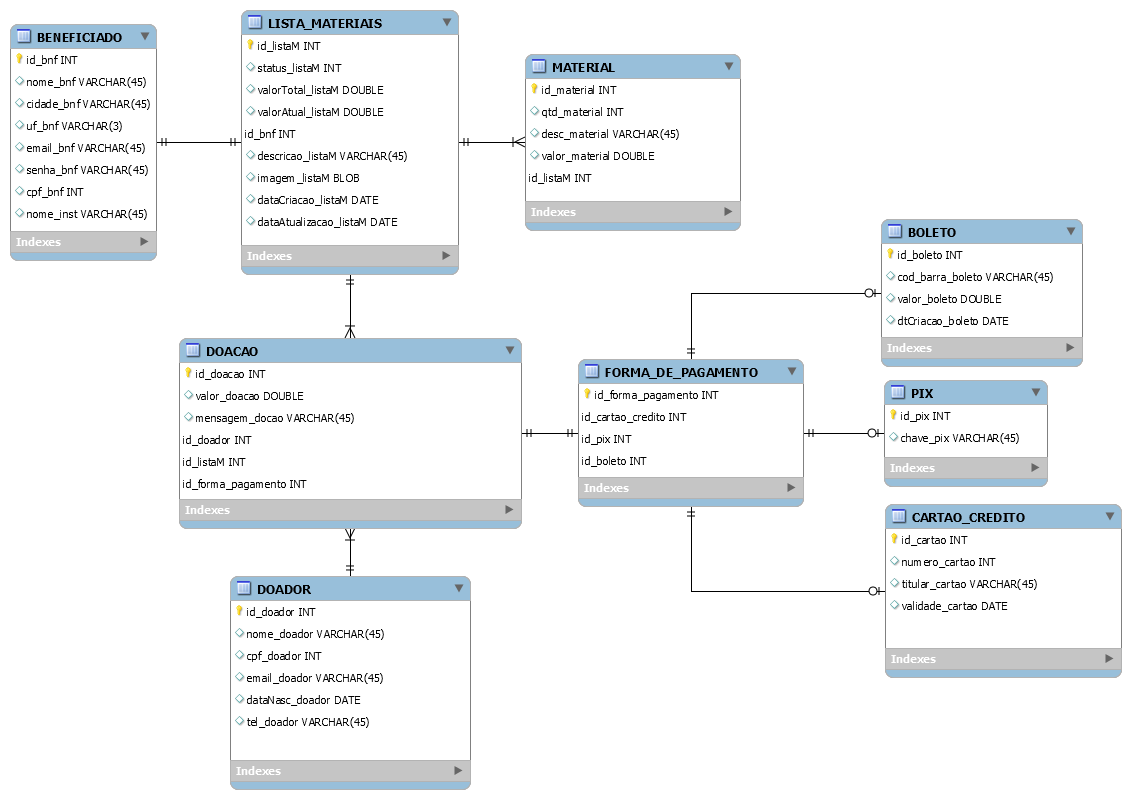 BENEFICIADO
id_bnf INT
nome_bnf VARCHAR(45)
cidade_bnf VARCHAR(45)
uf_bnf VARCHAR(3)
email_bnf VARCHAR(45)
senha_bnf VARCHAR(45)
cpf_bnf INT
nome_inst VARCHAR(45)
Indexes
LISTA_MATERIAIS
id_listaM INT
status_listaM INT
valorTotal_listaM DOUBLE
valorAtual_listaM DOUBLE
id_bnf INT
descricao_listaM VARCHAR(45)
imagem_listaM BLOB
dataCriacao_listaM DATE
dataAtualizacao_listaM DATE
Indexes
MATERIAL
id_material INT
qtd_material INT
desc_material VARCHAR(45)
valor_material DOUBLE
id_listaM INT
Indexes
BOLETO
id_boleto INT
cod_barra_boleto VARCHAR(45)
valor_boleto DOUBLE
dtCriacao_boleto DATE
Indexes
DOACAO
id_doacao INT
valor_doacao DOUBLE
mensagem_docao VARCHAR(45)
id_doador INT
id_listaM INT
id_forma_pagamento INT
Indexes
FORMA_DE_PAGAMENTO
id_forma_pagamento INT
id_cartao_credito INT
id_pix INT
id_boleto INT
Indexes
PIX
id_pix INT
chave_pix VARCHAR(45)
Indexes
CARTAO_CREDITO
id_cartao INT
numero_cartao INT
titular_cartao VARCHAR(45)
validade_cartao DATE
Indexes
DOADOR
id_doador INT
nome_doador VARCHAR(45)
cpf_doador INT
email_doador VARCHAR(45)
dataNasc_doador DATE
tel_doador VARCHAR(45)
Indexes